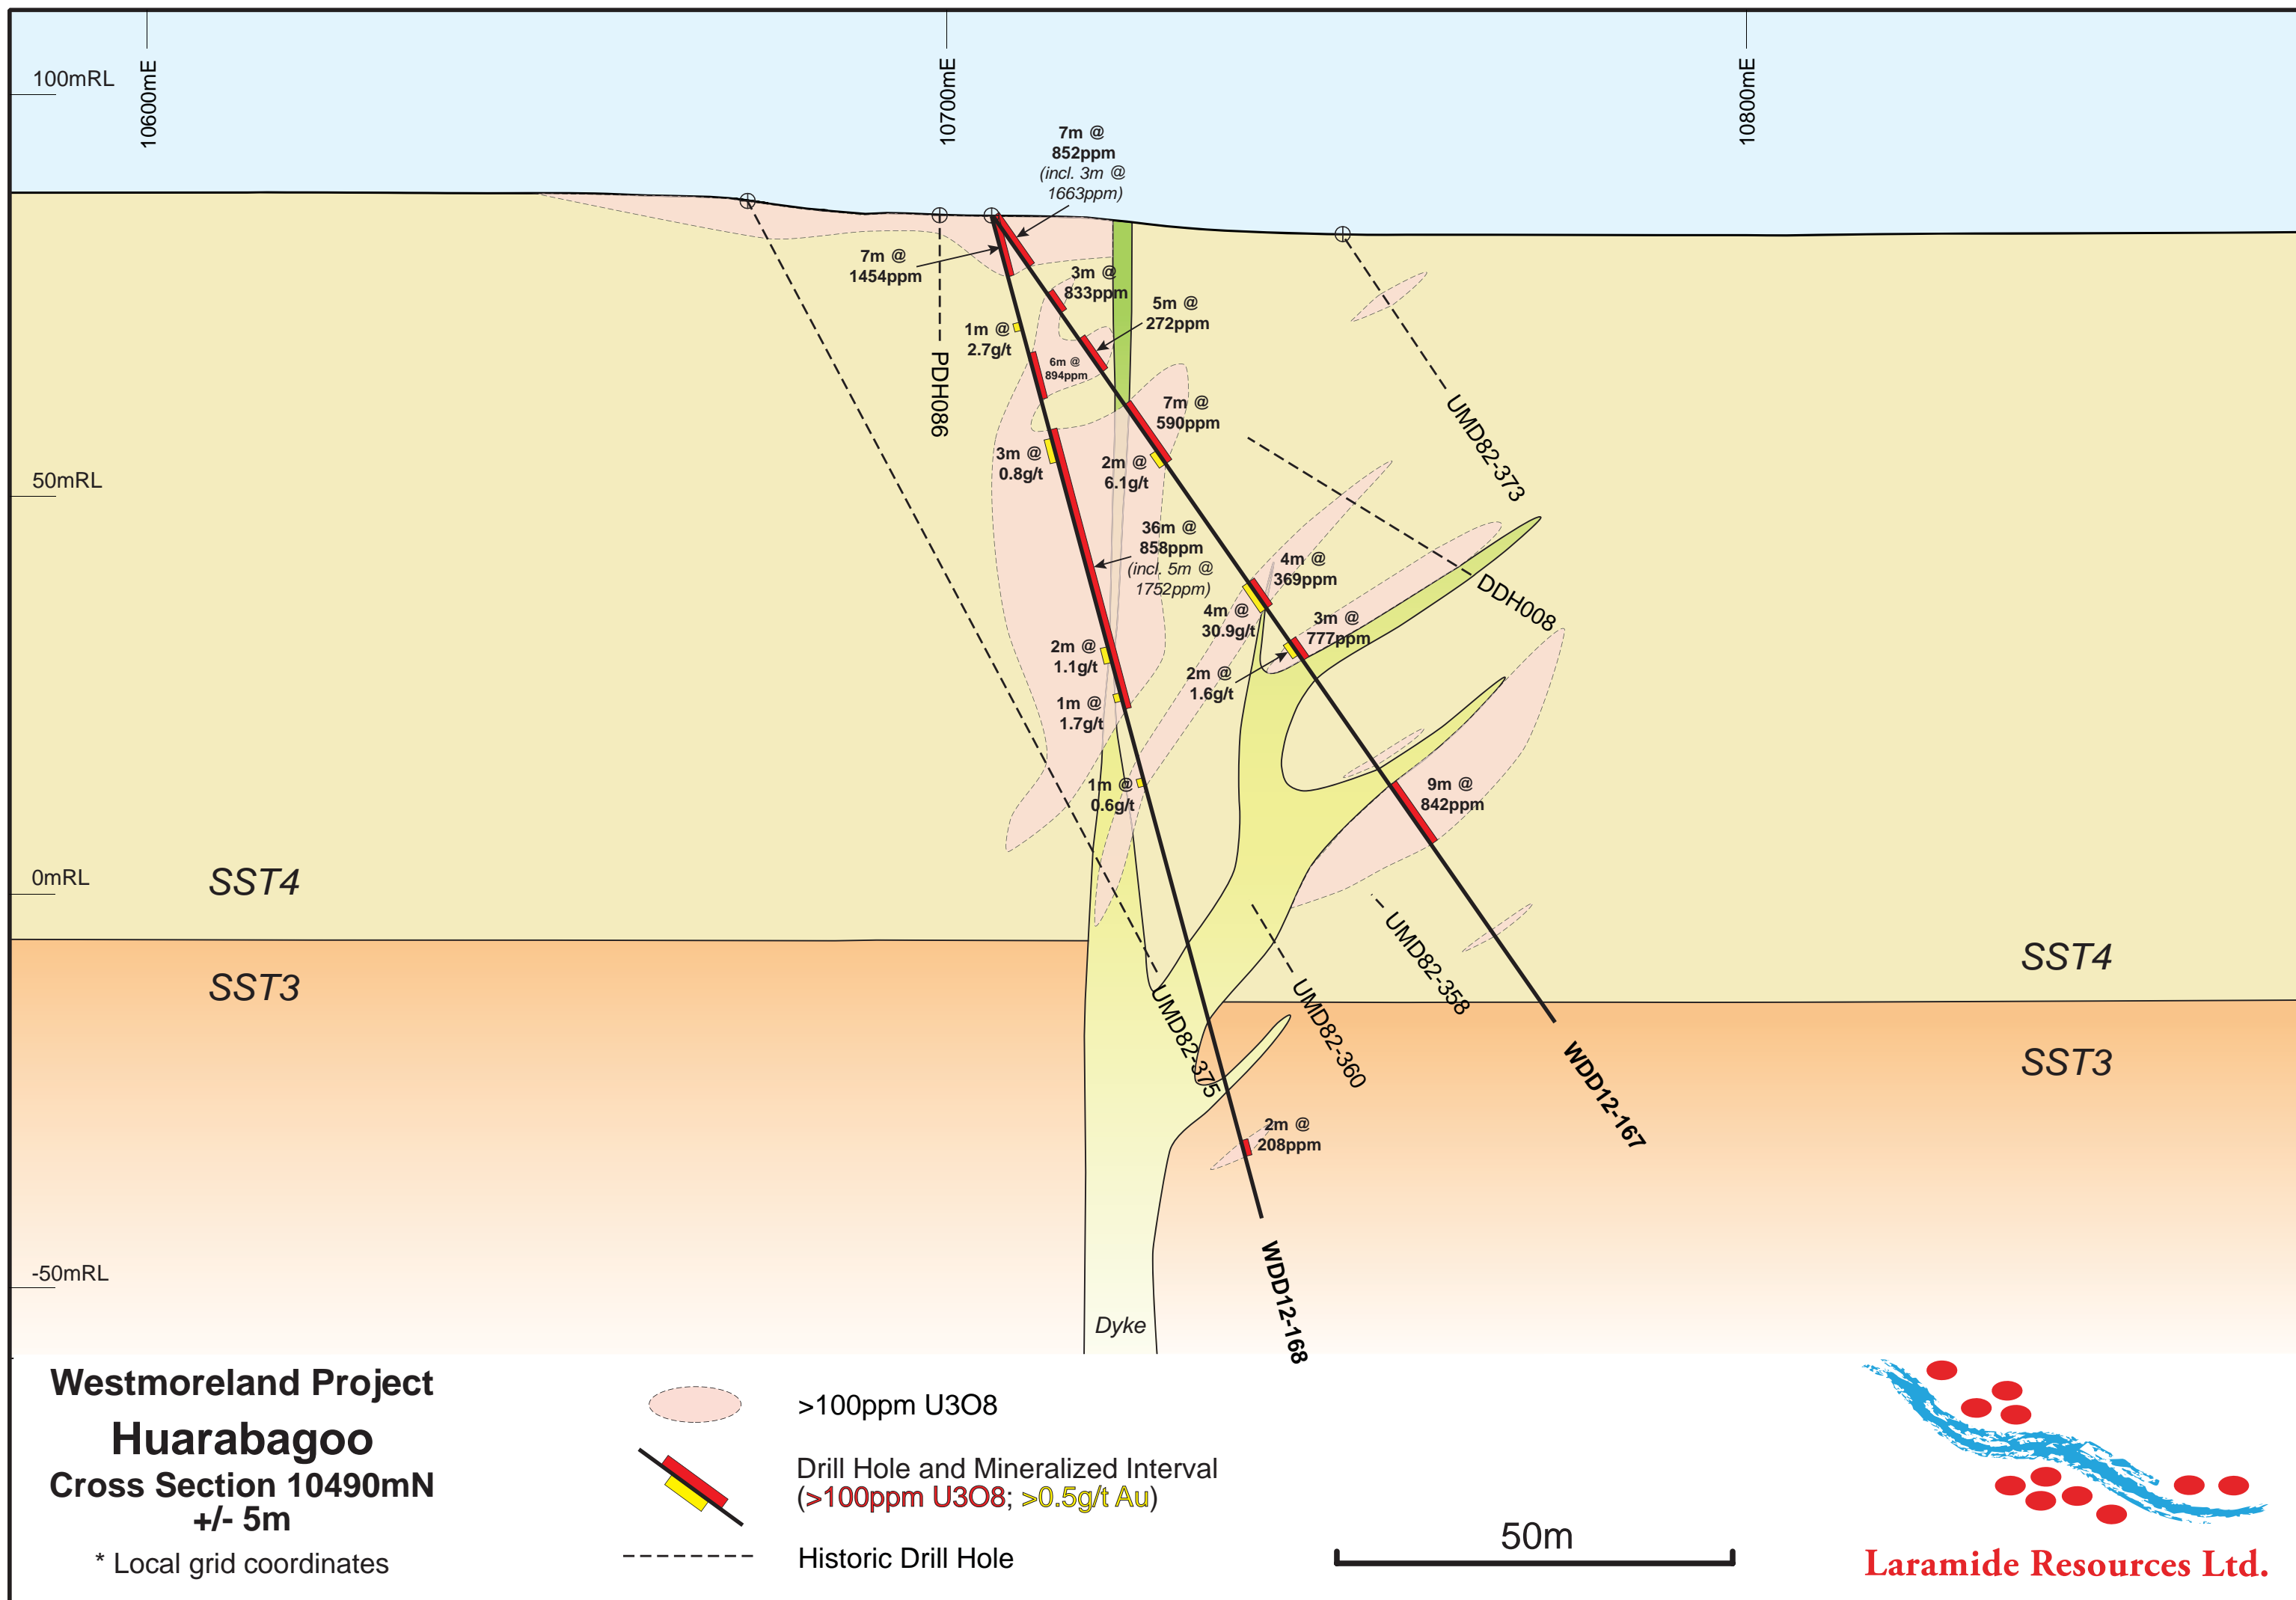 100mRL
10600mE
10700mE
10800mE
7m @
852ppm
(incl. 3m @
1663ppm)
7m @
1454ppm
3m @
833ppm
5m @
272ppm
1m @
2.7g/t
6m @
894ppm
PDH086
7m @
590ppm
UMD82-373
3m @
0.8g/t
2m @
6.1g/t
50mRL
36m @
858ppm
(incl. 5m @
1752ppm)
4m @
369ppm
DDH008
4m @
30.9g/t
3m @
777ppm
2m @
1.1g/t
2m @
1.6g/t
1m @
1.7g/t
1m @
0.6g/t
9m @
842ppm
0mRL
SST4
SST4
SST3
SST3
UMD82-375
UMD82-360
UMD82-358
WDD12-167
2m @
208ppm
WDD12-168
-50mRL
Dyke
Westmoreland Project
Huarabagoo
Cross Section 10490mN
+/- 5m
* Local grid coordinates
>100ppm U3O8
Drill Hole and Mineralized Interval
(>100ppm U3O8; >0.5g/t Au)
Historic Drill Hole
50m
Laramide Resources Ltd.